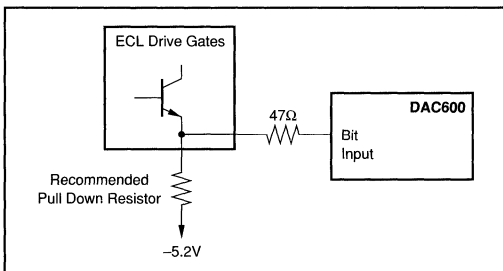 ECL Drive Gates
47Ω
DAC600
Bit
Input
Recommended
Pull Down Resistor
–5.2V